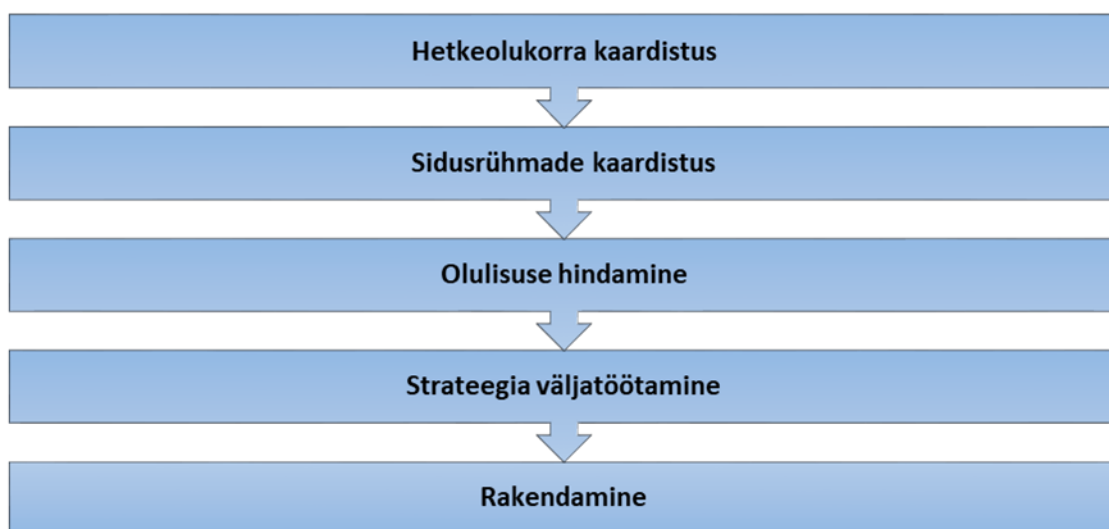 Hetkeolukorra kaardistus
Sidusrühmade kaardistus
Olulisuse hindamine
Strateegia väljatöötamine
Rakendamine